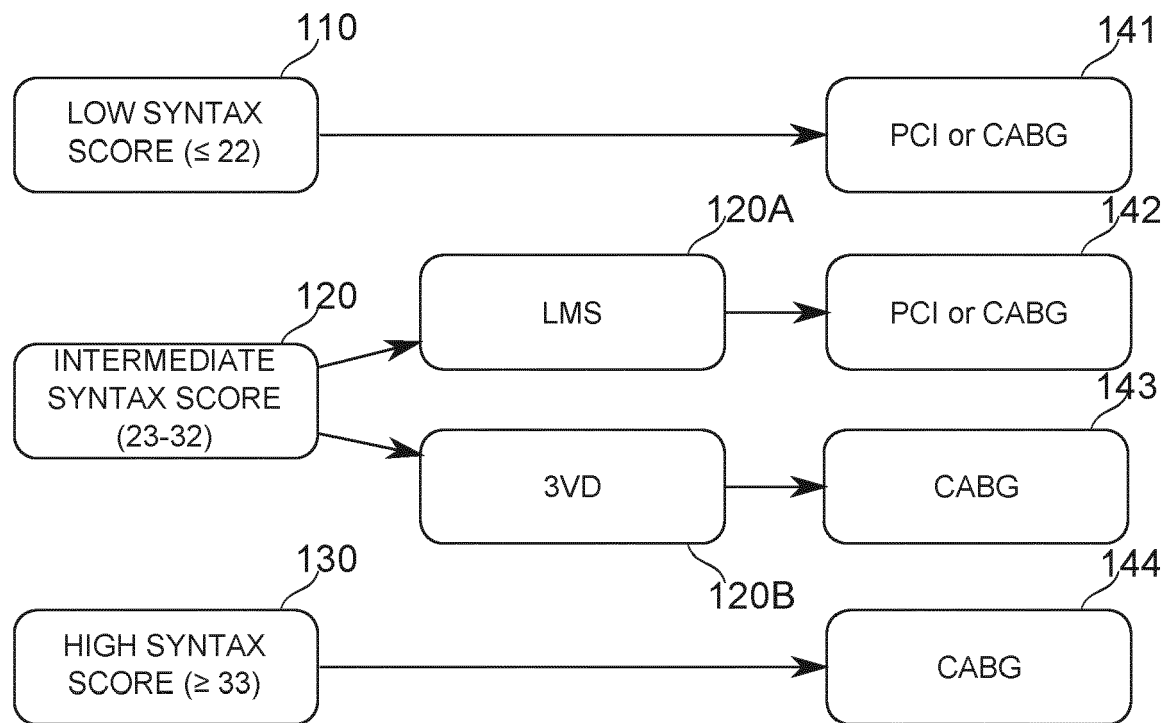 110
141
LOW SYNTAX
SCORE (≤ 22)
PCI or CABG
120A
142
120
LMS
PCI or CABG
INTERMEDIATE
SYNTAX SCORE
(23-32)
143
3VD
CABG
130
120B
144
HIGH SYNTAX
SCORE (≥ 33)
CABG